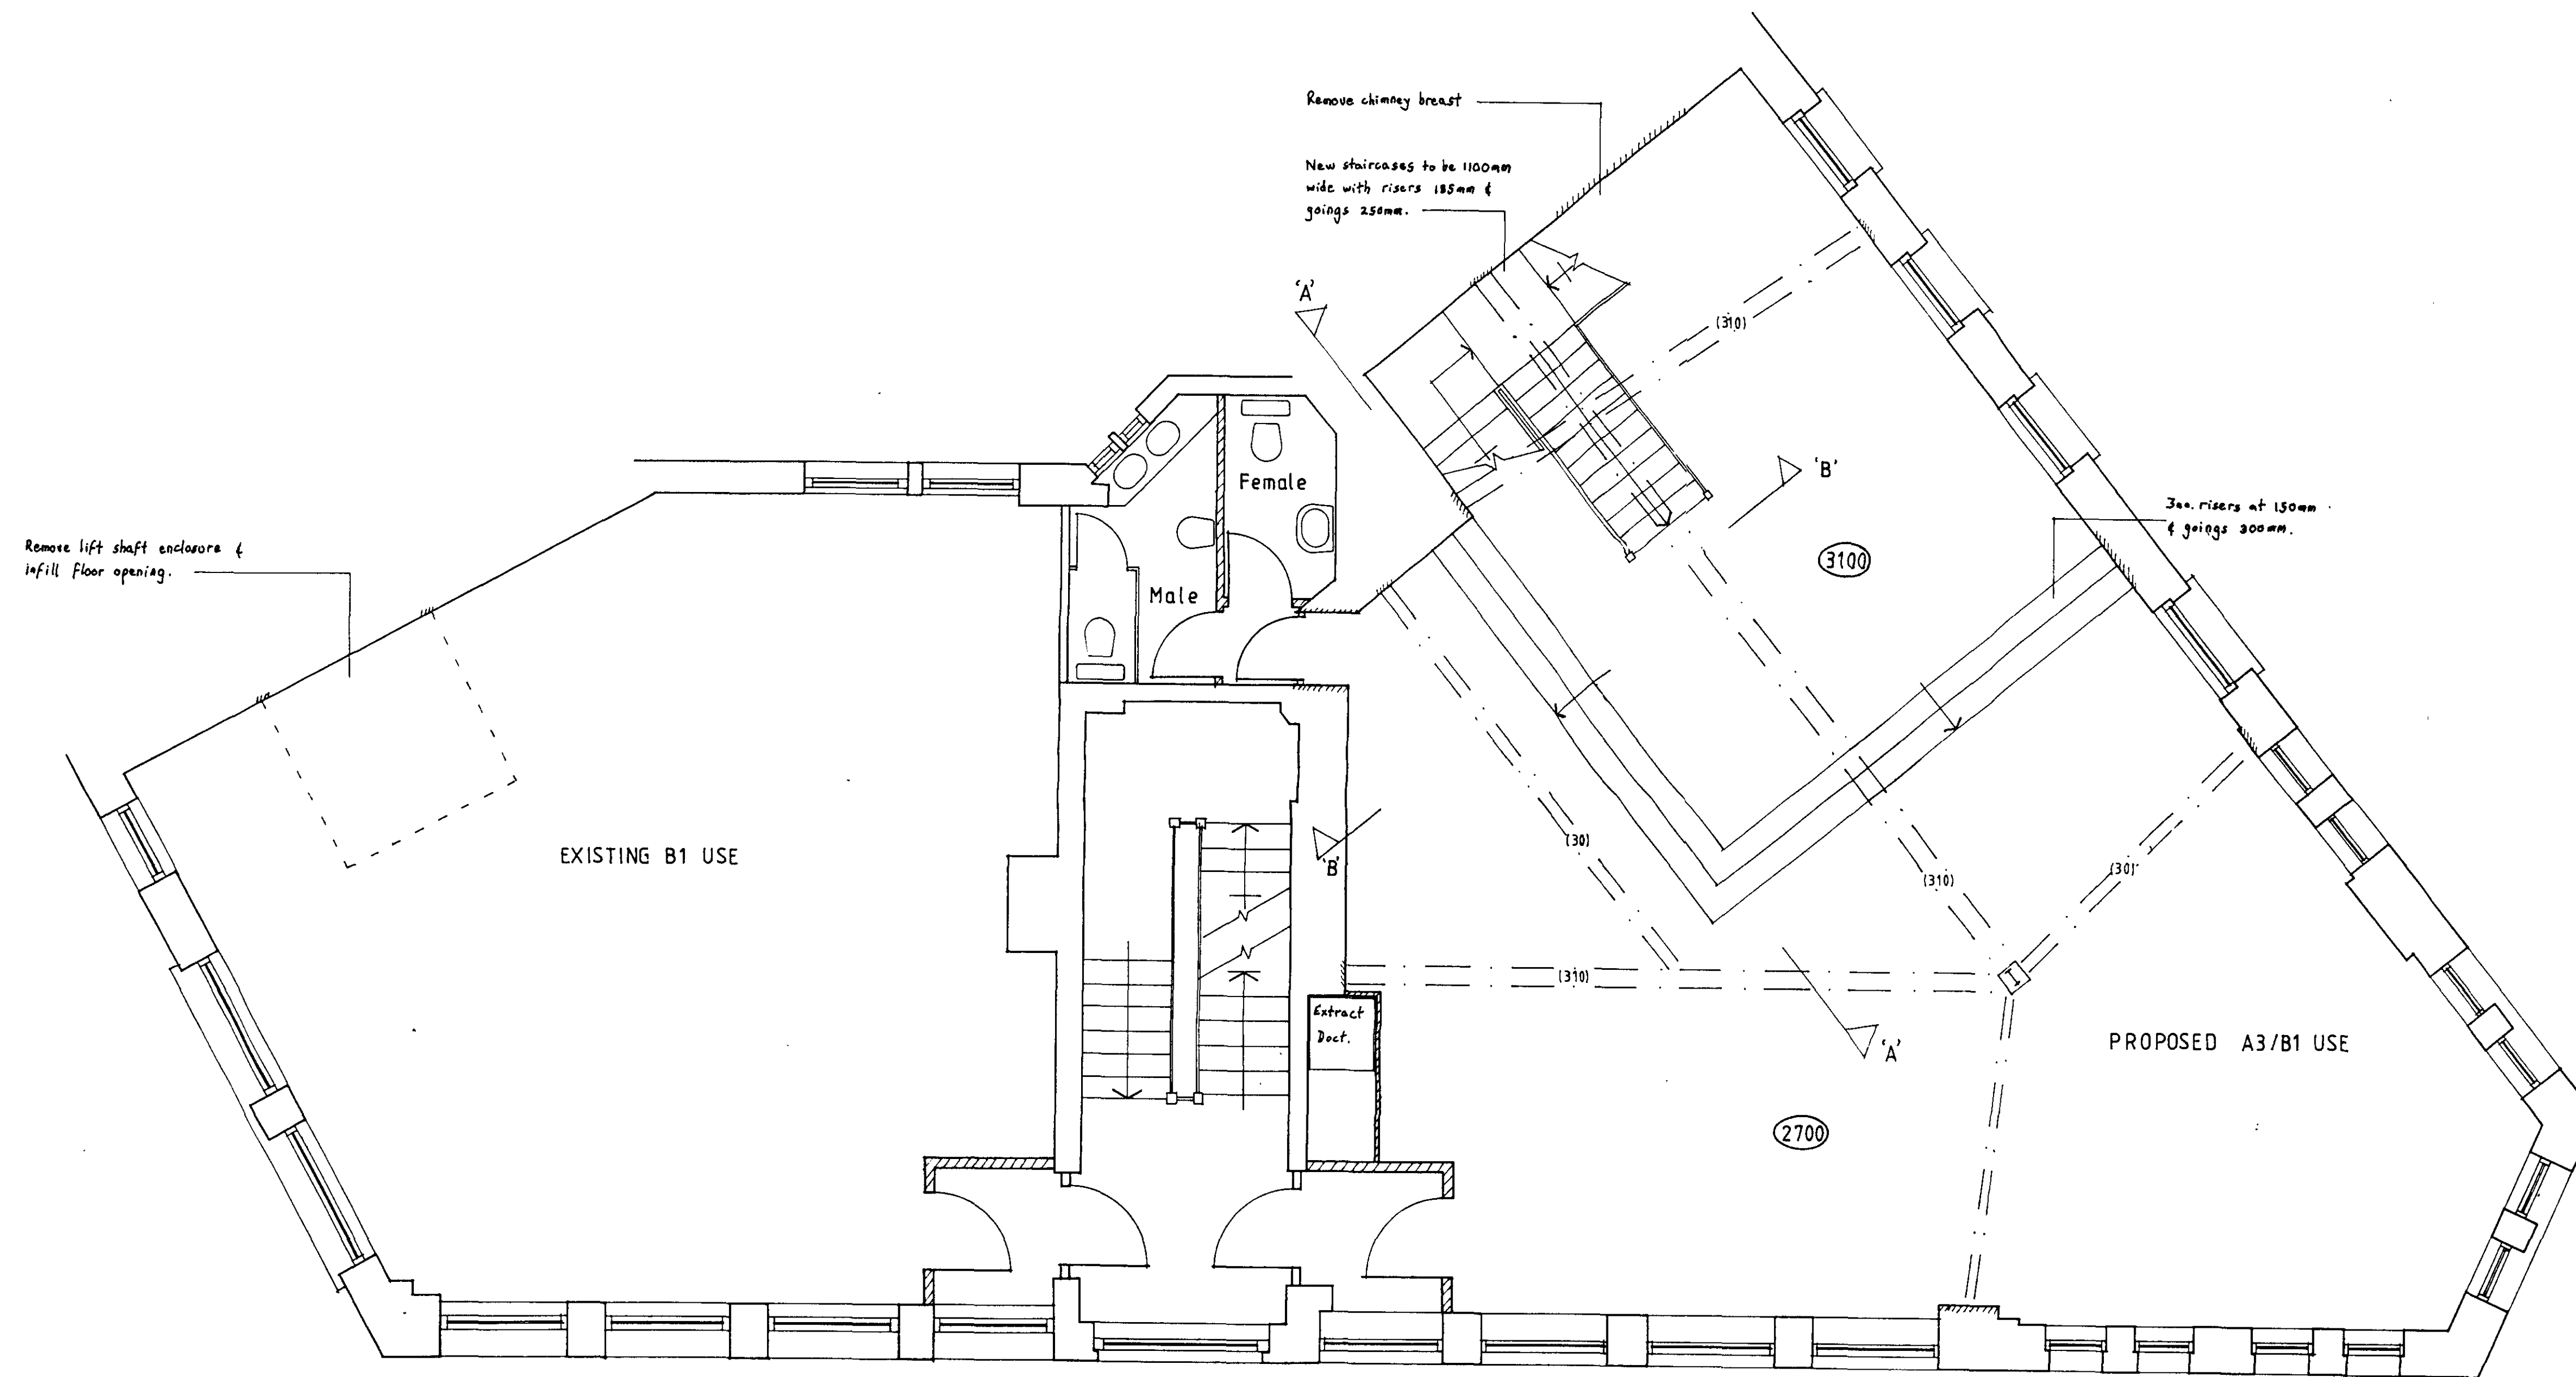 Remove chimney breast
New staircases to be 1100mm
wide with risers 185mm &
goings 250mm.
'A'
(310)
Female
'B'
3no. risers at 150mm
& goings 300mm.
3100
Remove lift shaft enclosure &
infill floor opening.
Male
EXISTING B1 USE
(30)
'B'
(310)
(30)
(310)
Extract
Duct.
PROPOSED A3/B1 USE
'A'
2700